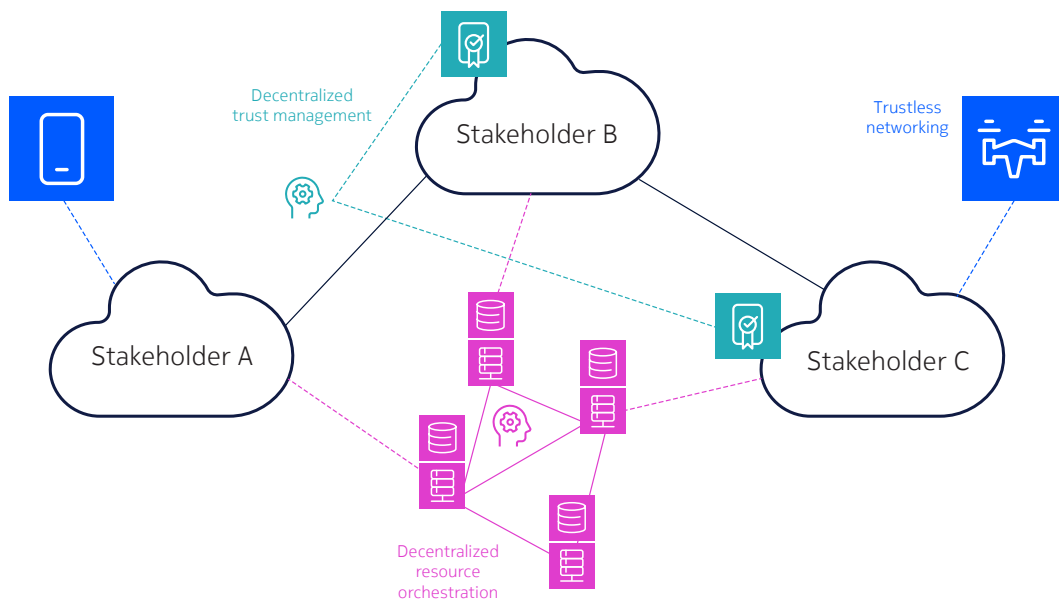 Decentralized
trust management
Stakeholder B
Trustless
networking
Stakeholder A
Stakeholder C
Decentralized
resource
orchestration